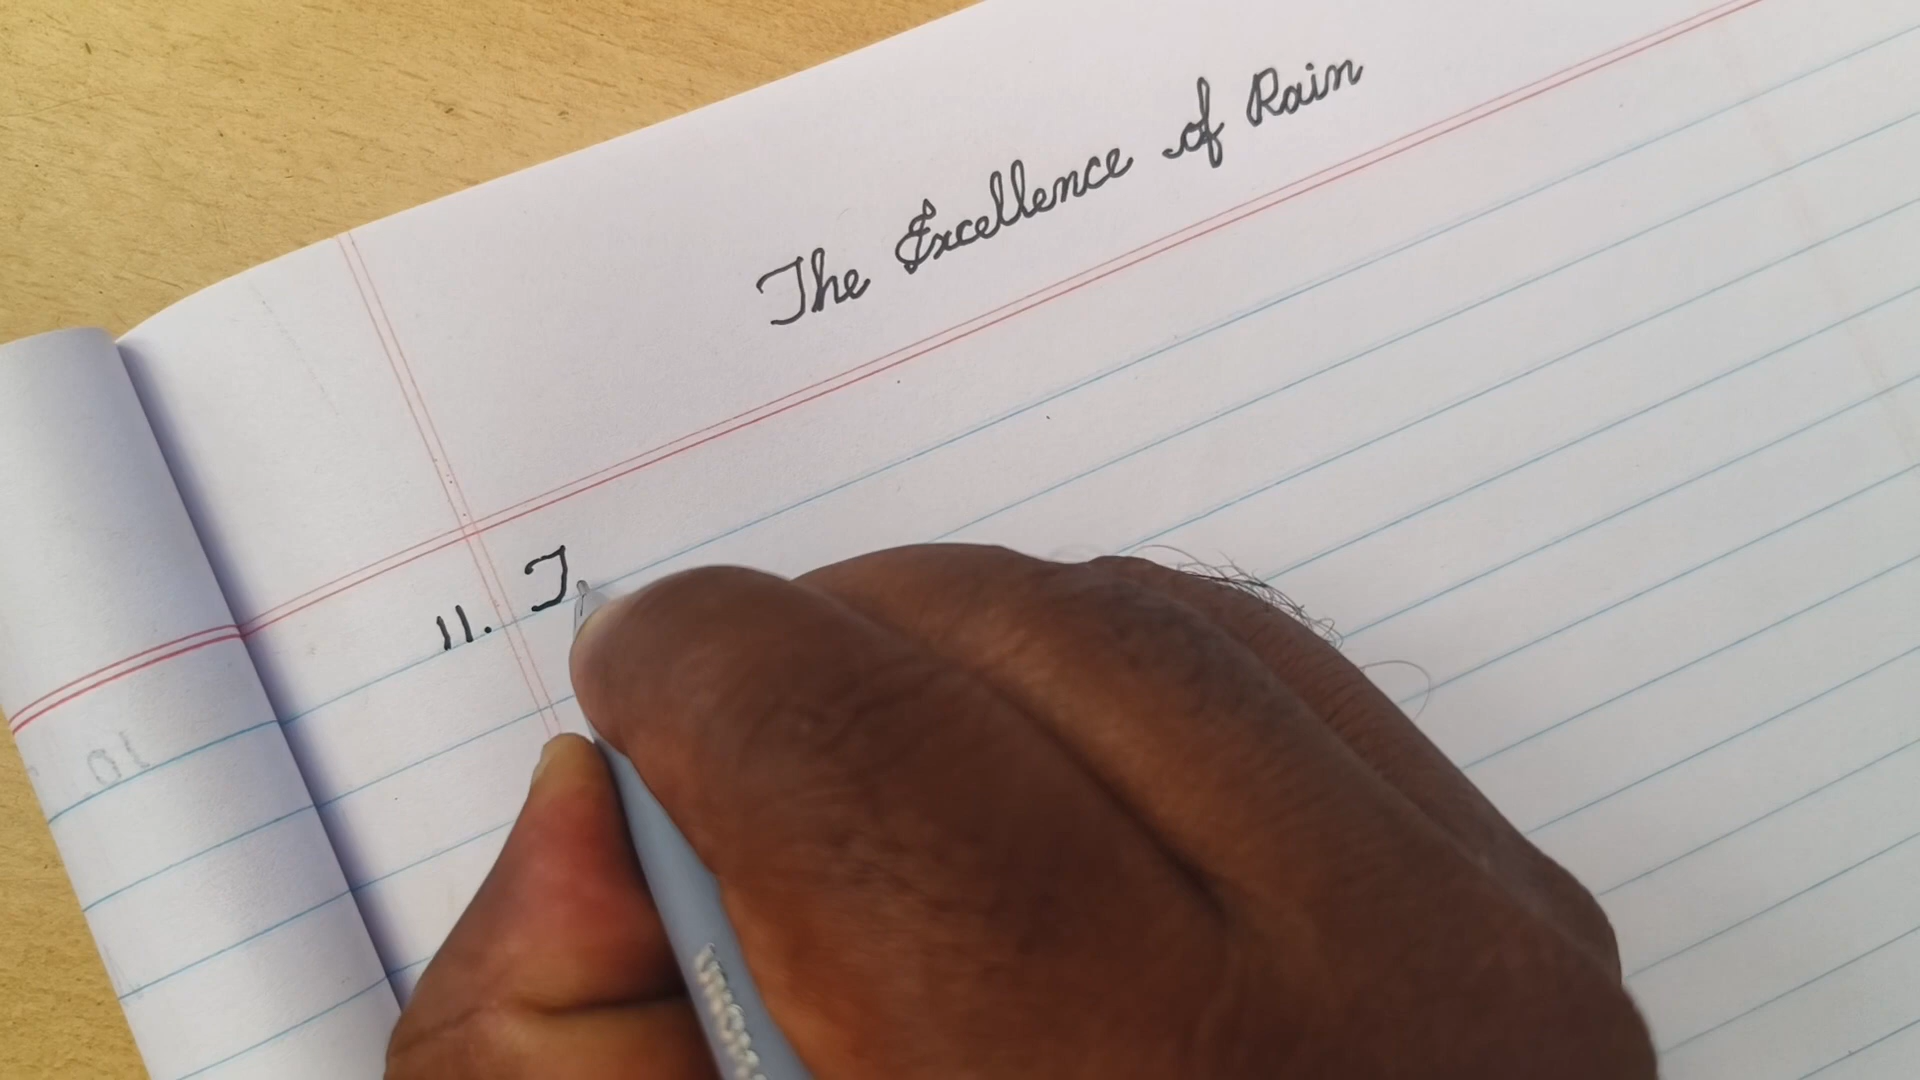 The Excellence of Rain
11. T